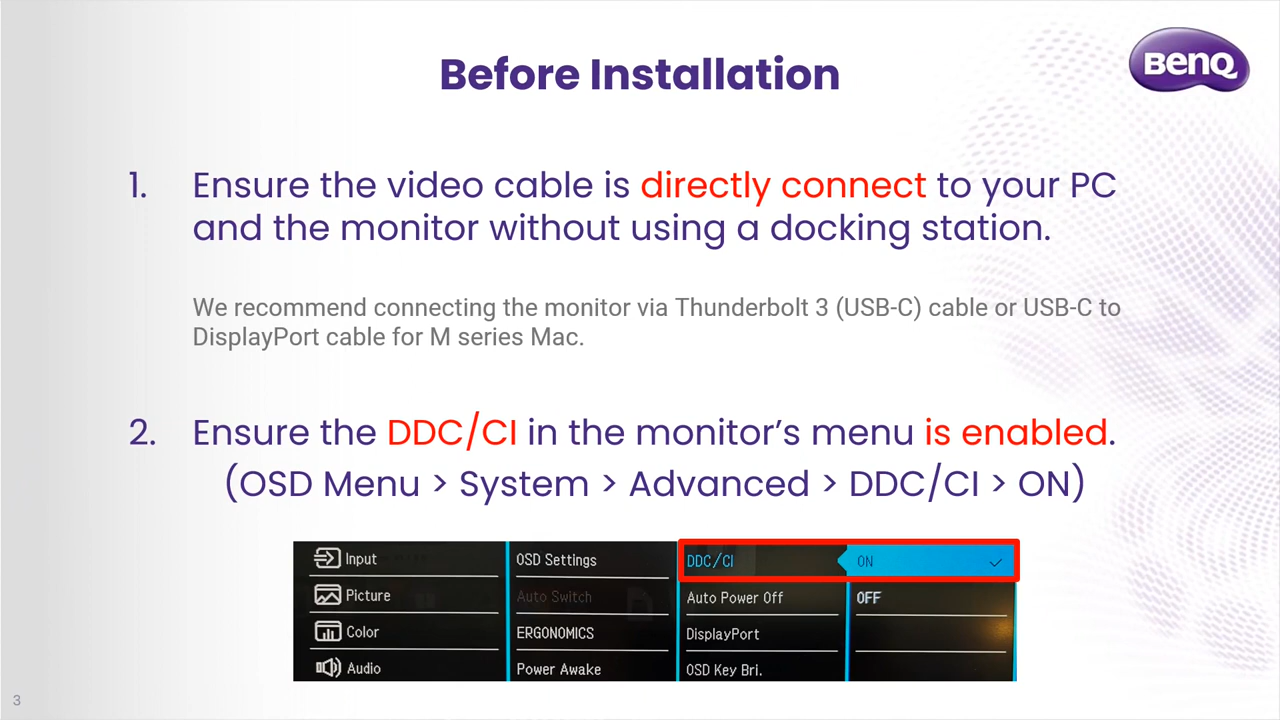 Before Installation
BenQ
1. Ensure the video cable is directly connect to your PC
and the monitor without using a docking station.
We recommend connecting the monitor via Thunderbolt 3 (USB-C) cable or USB-C to
DisplayPort cable for M series Mac.
2. Ensure the DDC/CI in the monitor’s menu is enabled.
(OSD Menu > System > Advanced > DDC/CI > ON)
Input OSD Settings DDC/CI ON
Picture Auto Switch Auto Power Off OFF
Color ERGONOMICS DisplayPort
Audio Power Awake OSD Key Bri.
3